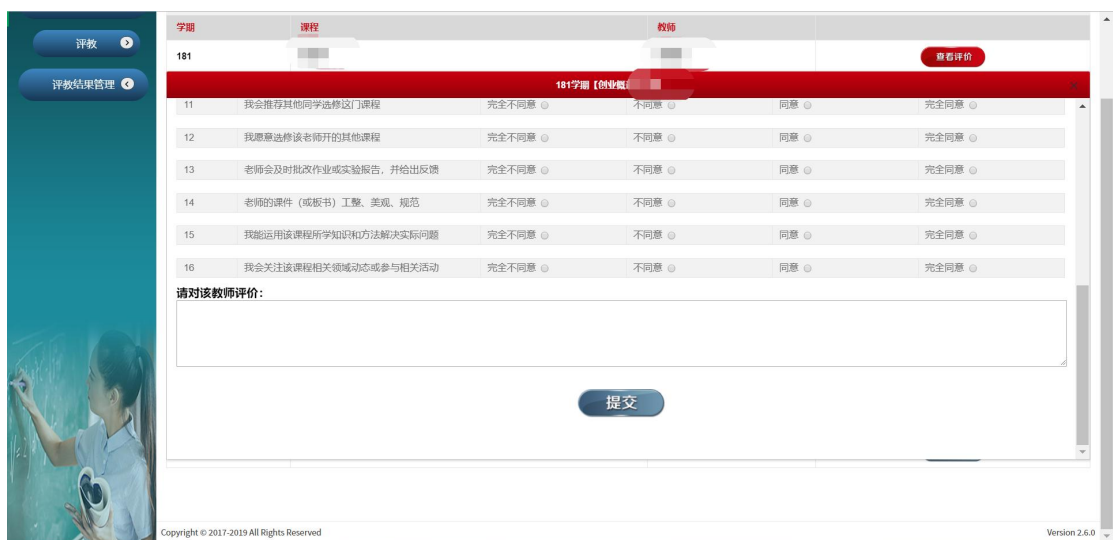 学期 课程 教师
评教
181 查看评价
评教结果管理
181学期【创业概
11 我会推荐其他同学选修这门课程 完全不同意 不同意 同意 完全同意
12 我愿意选修该老师开的其他课程 完全不同意 不同意 同意 完全同意
13 老师会及时批改作业或实验报告，并给出反馈 完全不同意 不同意 同意 完全同意
14 老师的课件（或板书）工整、美观、规范 完全不同意 不同意 同意 完全同意
15 我能运用该课程所学知识和方法解决实际问题 完全不同意 不同意 同意 完全同意
16 我会关注该课程相关领域动态或参与相关活动 完全不同意 不同意 同意 完全同意
请对该教师评价：
提交
Copyright © 2017-2019 All Rights Reserved Version 2.6.0